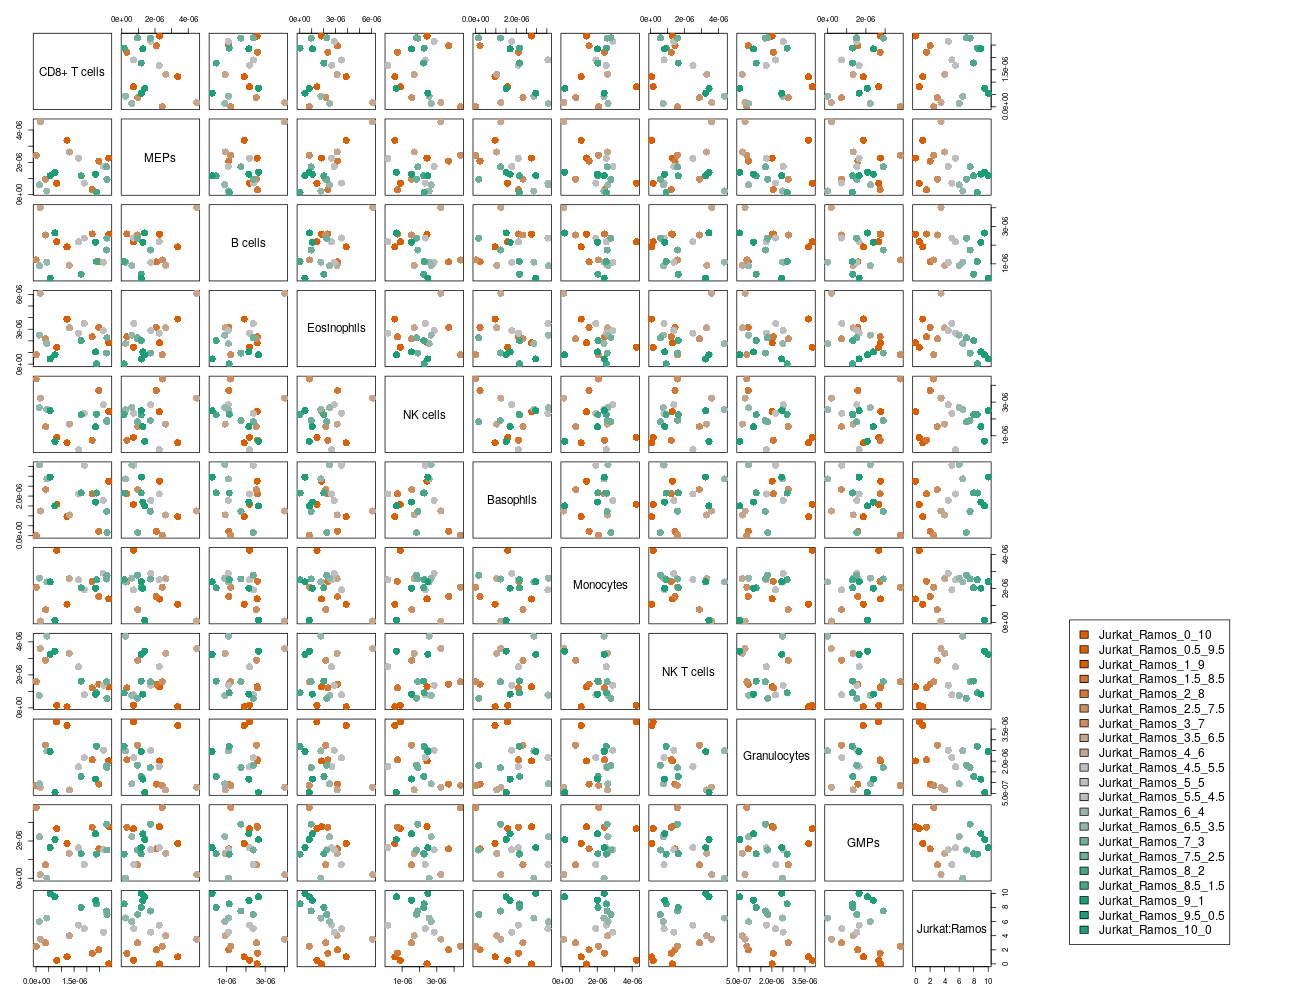 0e+00 2e-06 4e-06 0e+00 3e-06 6e-06 0.0e+00 2.0e-06 0e+00 2e-06 4e-06 0e+00 2e-06
CD8+ T cells
0.0e+00 1.5e-06
MEPs
0e+00 2e-06 4e-06
B cells
1e-06 3e-06
Eosinophils
0e+00 3e-06 6e-06
NK cells
1e-06 3e-06
Basophils
0.0e+00 2.0e-06
Monocytes
0e+00 2e-06 4e-06
NK T cells
0e+00 2e-06 4e-06
Granulocytes
5.0e-07 2.0e-06 3.5e-06
GMPs
0e+00 2e-06
Jurkat:Ramos
0 2 4 6 8 10
0.0e+00 1.5e-06 1e-06 3e-06 1e-06 3e-06 0e+00 2e-06 4e-06 5.0e-07 2.0e-06 3.5e-06 0 2 4 6 8 10
Jurkat_Ramos_0_10
Jurkat_Ramos_0.5_9.5
Jurkat_Ramos_1_9
Jurkat_Ramos_1.5_8.5
Jurkat_Ramos_2_8
Jurkat_Ramos_2.5_7.5
Jurkat_Ramos_3_7
Jurkat_Ramos_3.5_6.5
Jurkat_Ramos_4_6
Jurkat_Ramos_4.5_5.5
Jurkat_Ramos_5_5
Jurkat_Ramos_5.5_4.5
Jurkat_Ramos_6_4
Jurkat_Ramos_6.5_3.5
Jurkat_Ramos_7_3
Jurkat_Ramos_7.5_2.5
Jurkat_Ramos_8_2
Jurkat_Ramos_8.5_1.5
Jurkat_Ramos_9_1
Jurkat_Ramos_9.5_0.5
Jurkat_Ramos_10_0